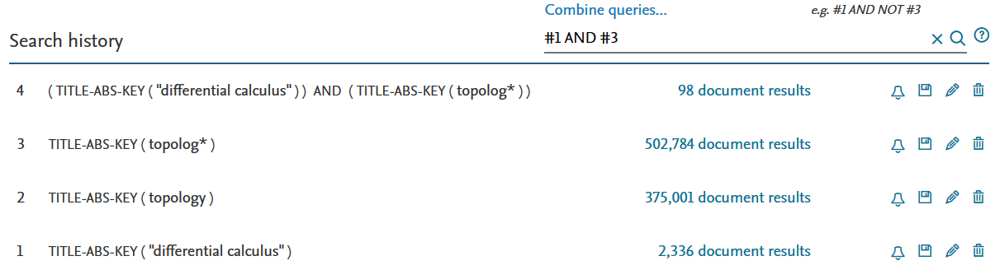 Combine queries... e.g. #1 AND NOT #3
Search history #1 AND #3
4 ( TITLE-ABS-KEY ( "differential calculus" ) ) AND ( TITLE-ABS-KEY ( topolog* ) ) 98 document results
3 TITLE-ABS-KEY ( topolog* ) 502,784 document results
2 TITLE-ABS-KEY ( topology ) 375,001 document results
1 TITLE-ABS-KEY ( "differential calculus" ) 2,336 document results